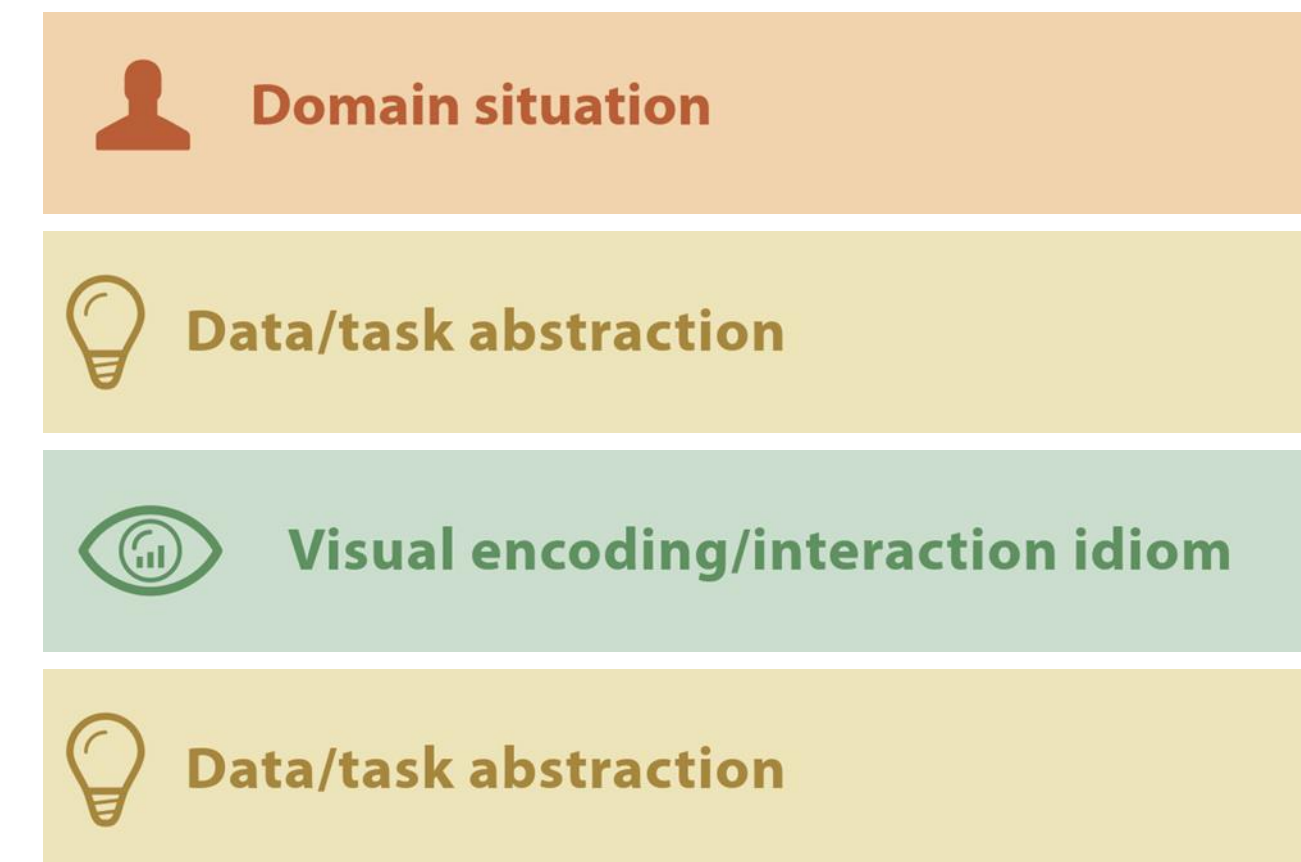 Domain situation
Data/task abstraction
Visual encoding/interaction idiom
Data/task abstraction